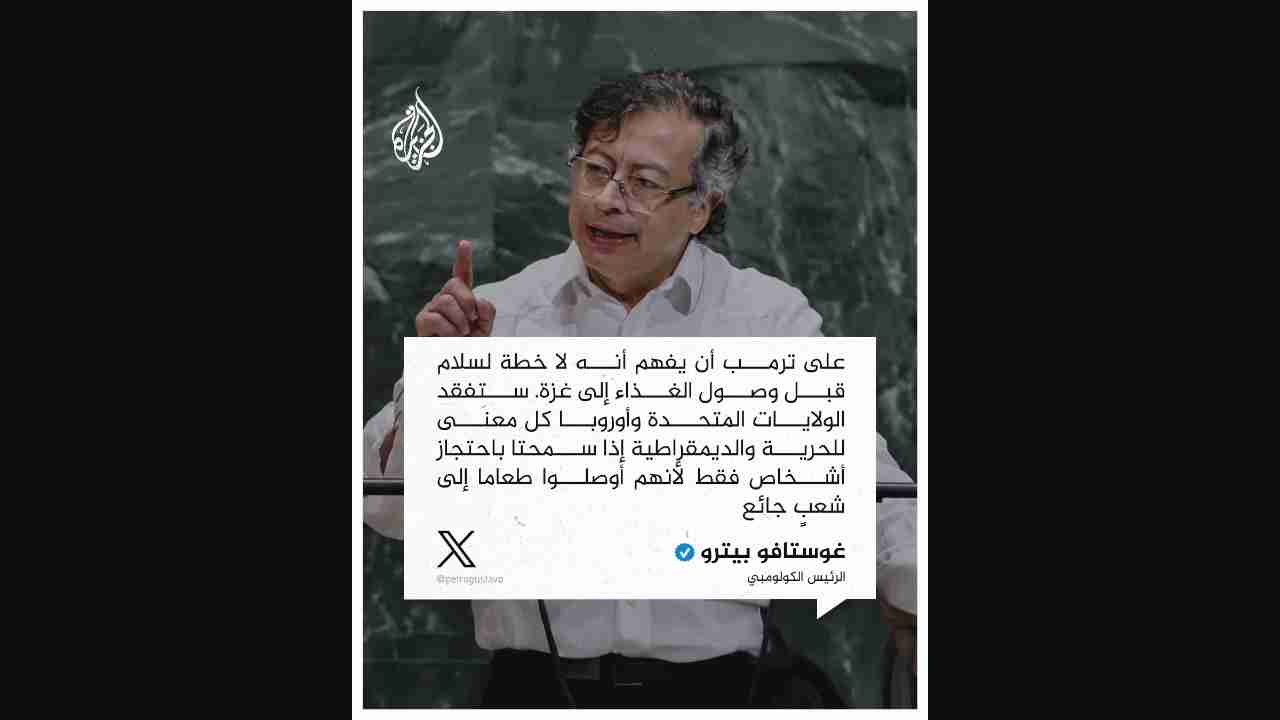 الجزيرة
على ترمب أن يفهم أنه لا خطة لسلام
قبل وصول الغذاء إلى غزة. ستفقد
الولايات المتحدة وأوروبا كل معنى
للحرية والديمقراطية إذا سمحتا باحتجاز
أشخاص فقط لأنهم أوصلوا طعاما إلى
شعبٍ جائع
غوستافو بيترو
الرئيس الكولومبي
X
@petrogustavo